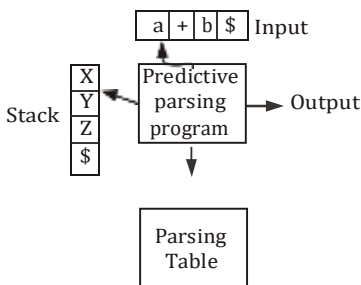 a + b $ Input
X
Y
Z
$
Stack
Predictive
parsing
program
Output
Parsing
Table